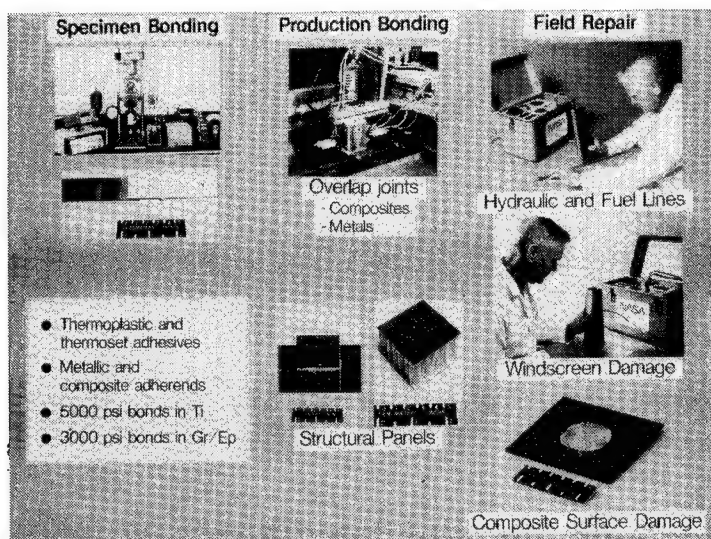 Specimen Bonding
Production Bonding
Overlap joints
- Composites
- Metals
Structural Panels
Field Repair
Hydraulic and Fuel Lines
NASA
Windscreen Damage
Composite Surface Damage
● Thermoplastic and
thermoset adhesives
● Metallic and
composite adherends
● 5000 psi bonds in Ti
● 3000 psi bonds in Gr/Ep